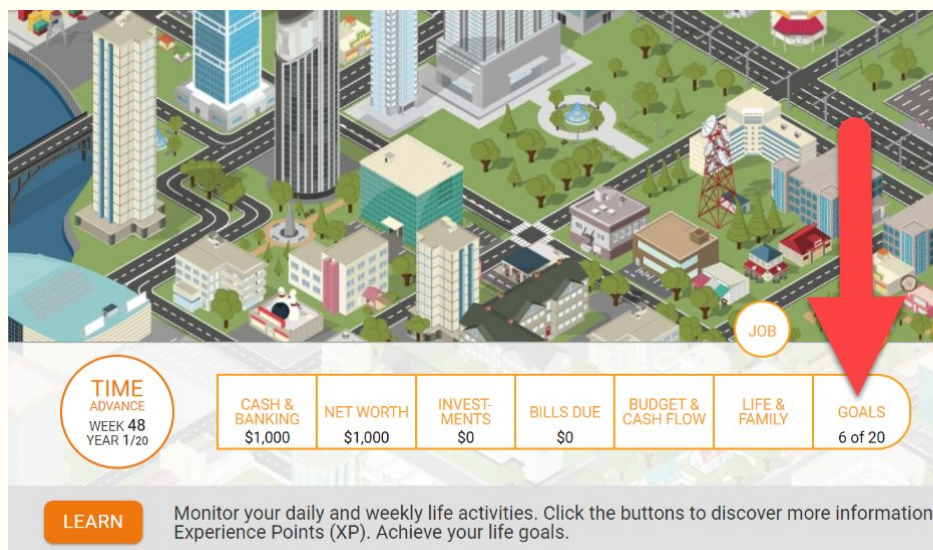 JOB
TIME
ADVANCE
WEEK 48
YEAR 1/20
CASH &
BANKING
$1,000
NET WORTH
$1,000
INVEST-
MENTS
$0
BILLS DUE
$0
BUDGET &
CASH FLOW
LIFE &
FAMILY
GOALS
6 of 20
LEARN
Monitor your daily and weekly life activities. Click the buttons to discover more information
Experience Points (XP). Achieve your life goals.